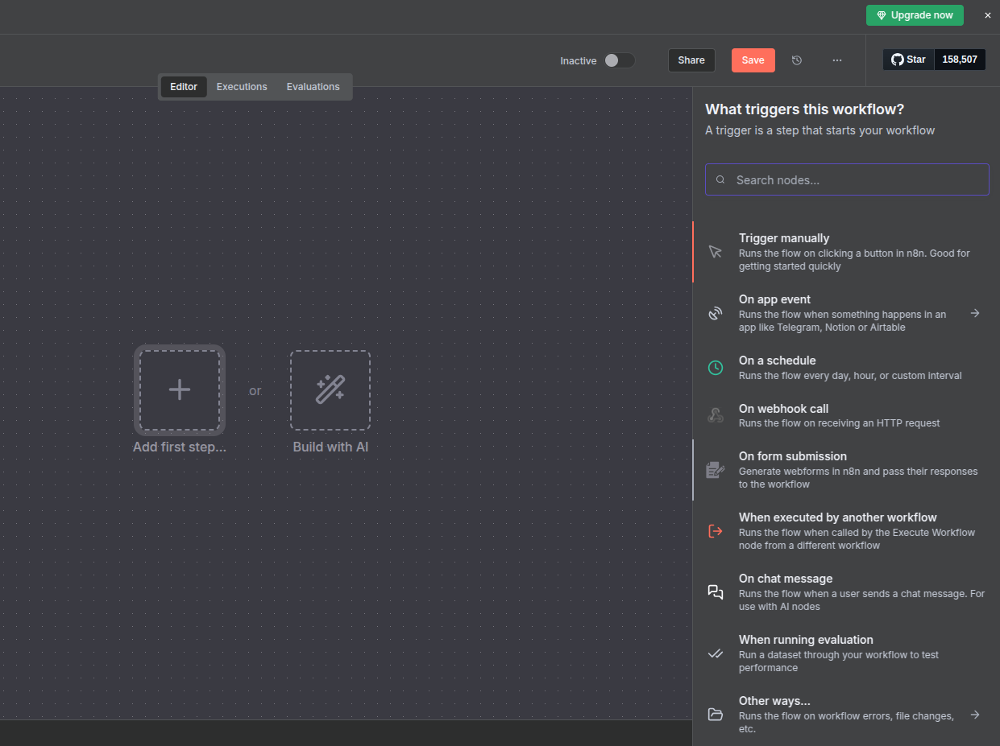 Upgrade now
Inactive
Share
Save
Star
158,507
Editor
Executions
Evaluations
What triggers this workflow?
A trigger is a step that starts your workflow
Search nodes...
Trigger manually
Runs the flow on clicking a button in n8n. Good for
getting started quickly
On app event
Runs the flow when something happens in an
app like Telegram, Notion or Airtable
On a schedule
Runs the flow every day, hour, or custom interval
On webhook call
Runs the flow on receiving an HTTP request
On form submission
Generate webforms in n8n and pass their responses
to the workflow
When executed by another workflow
Runs the flow when called by the Execute Workflow
node from a different workflow
On chat message
Runs the flow when a user sends a chat message. For
use with AI nodes
When running evaluation
Run a dataset through your workflow to test
performance
Other ways...
Runs the flow on workflow errors, file changes,
etc.
Add first step...
or
Build with AI